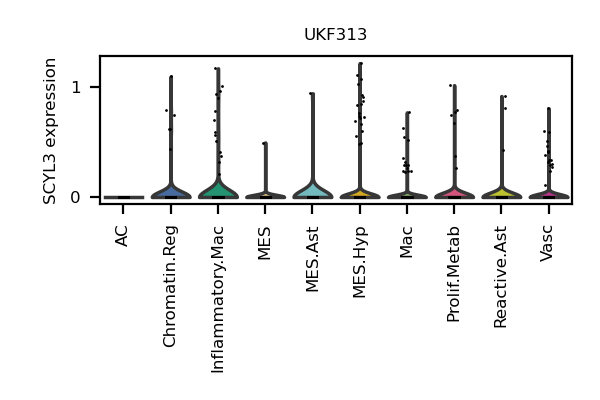 UKF313
SCYL3 expression
1
0
AC
Chromatin.Reg
Inflammatory.Mac
MES
MES.Ast
MES.Hyp
Mac
Prolif.Metab
Reactive.Ast
Vasc